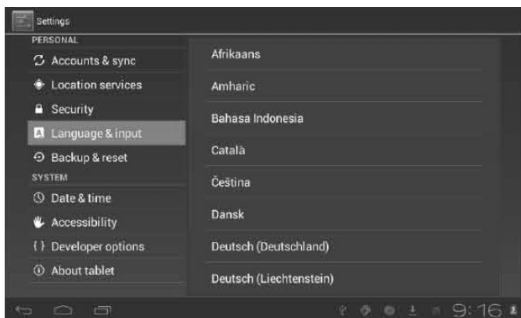 Settings
PERSONAL
Accounts & sync
Location services
Security
Language & input
Backup & reset
SYSTEM
Date & time
Accessibility
Developer options
About tablet
Afrikaans
Amharic
Bahasa Indonesia
Català
Čeština
Dansk
Deutsch (Deutschland)
Deutsch (Liechtenstein)
9:16